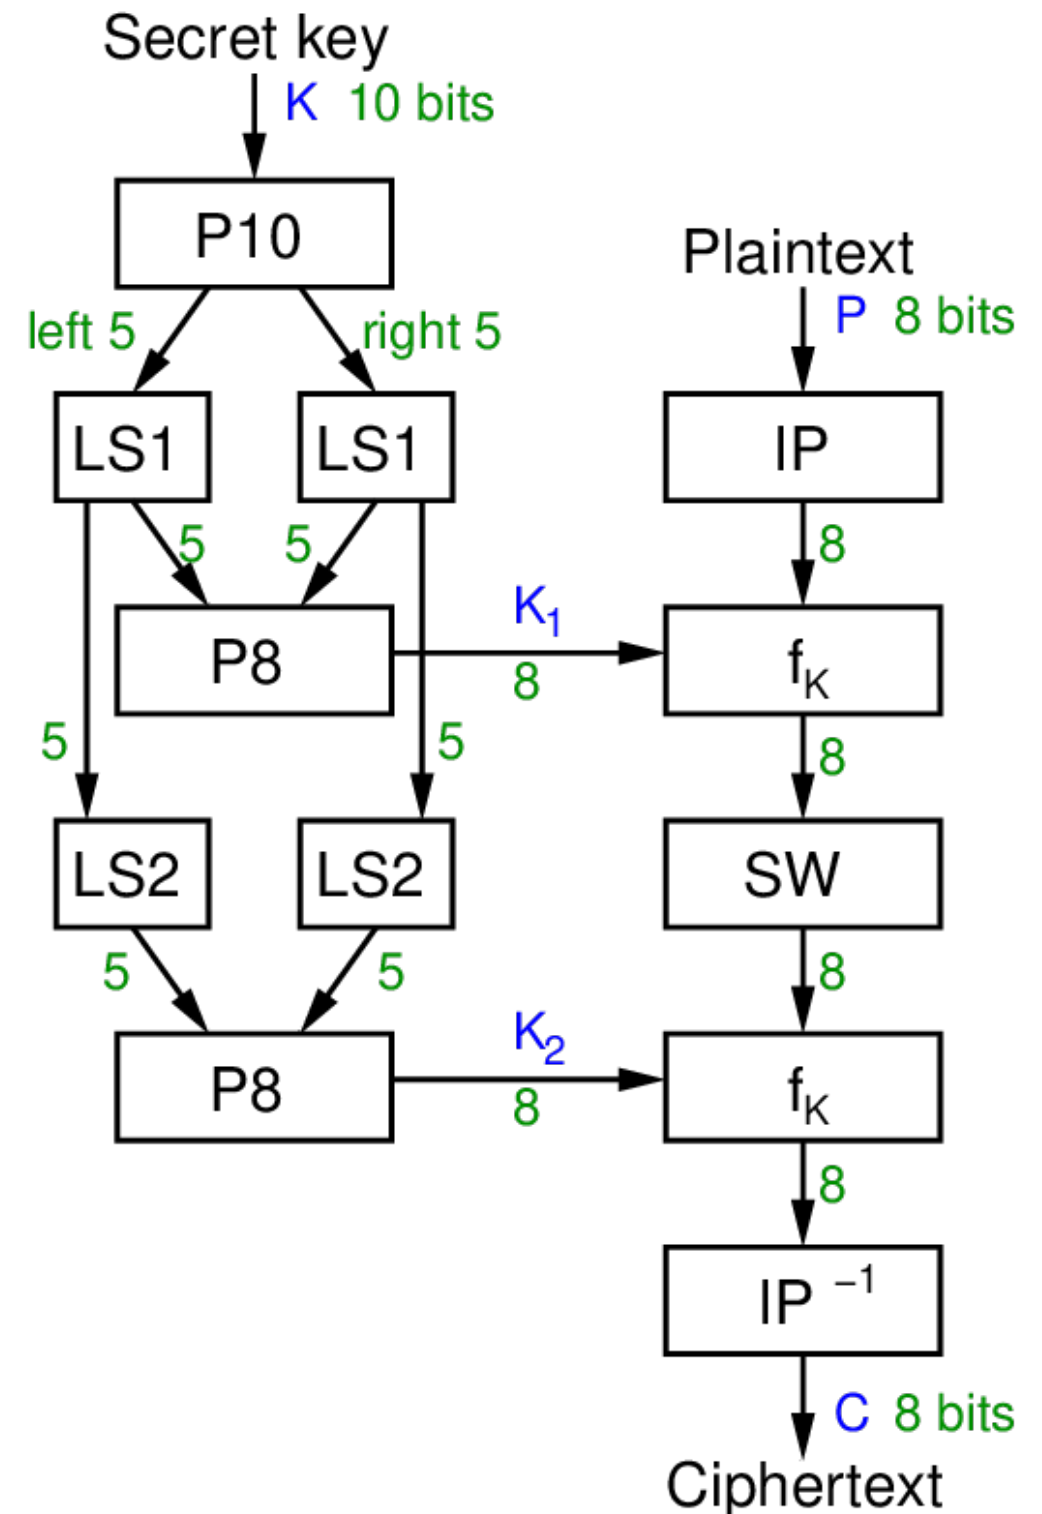 Secret key
K 10 bits
P10
Plaintext
P 8 bits
left 5
right 5
LS1
LS1
IP
5
5
8
K1
P8
8
fK
5
5
8
LS2
LS2
SW
5
5
8
K2
P8
8
fK
8
IP −1
C 8 bits
Ciphertext